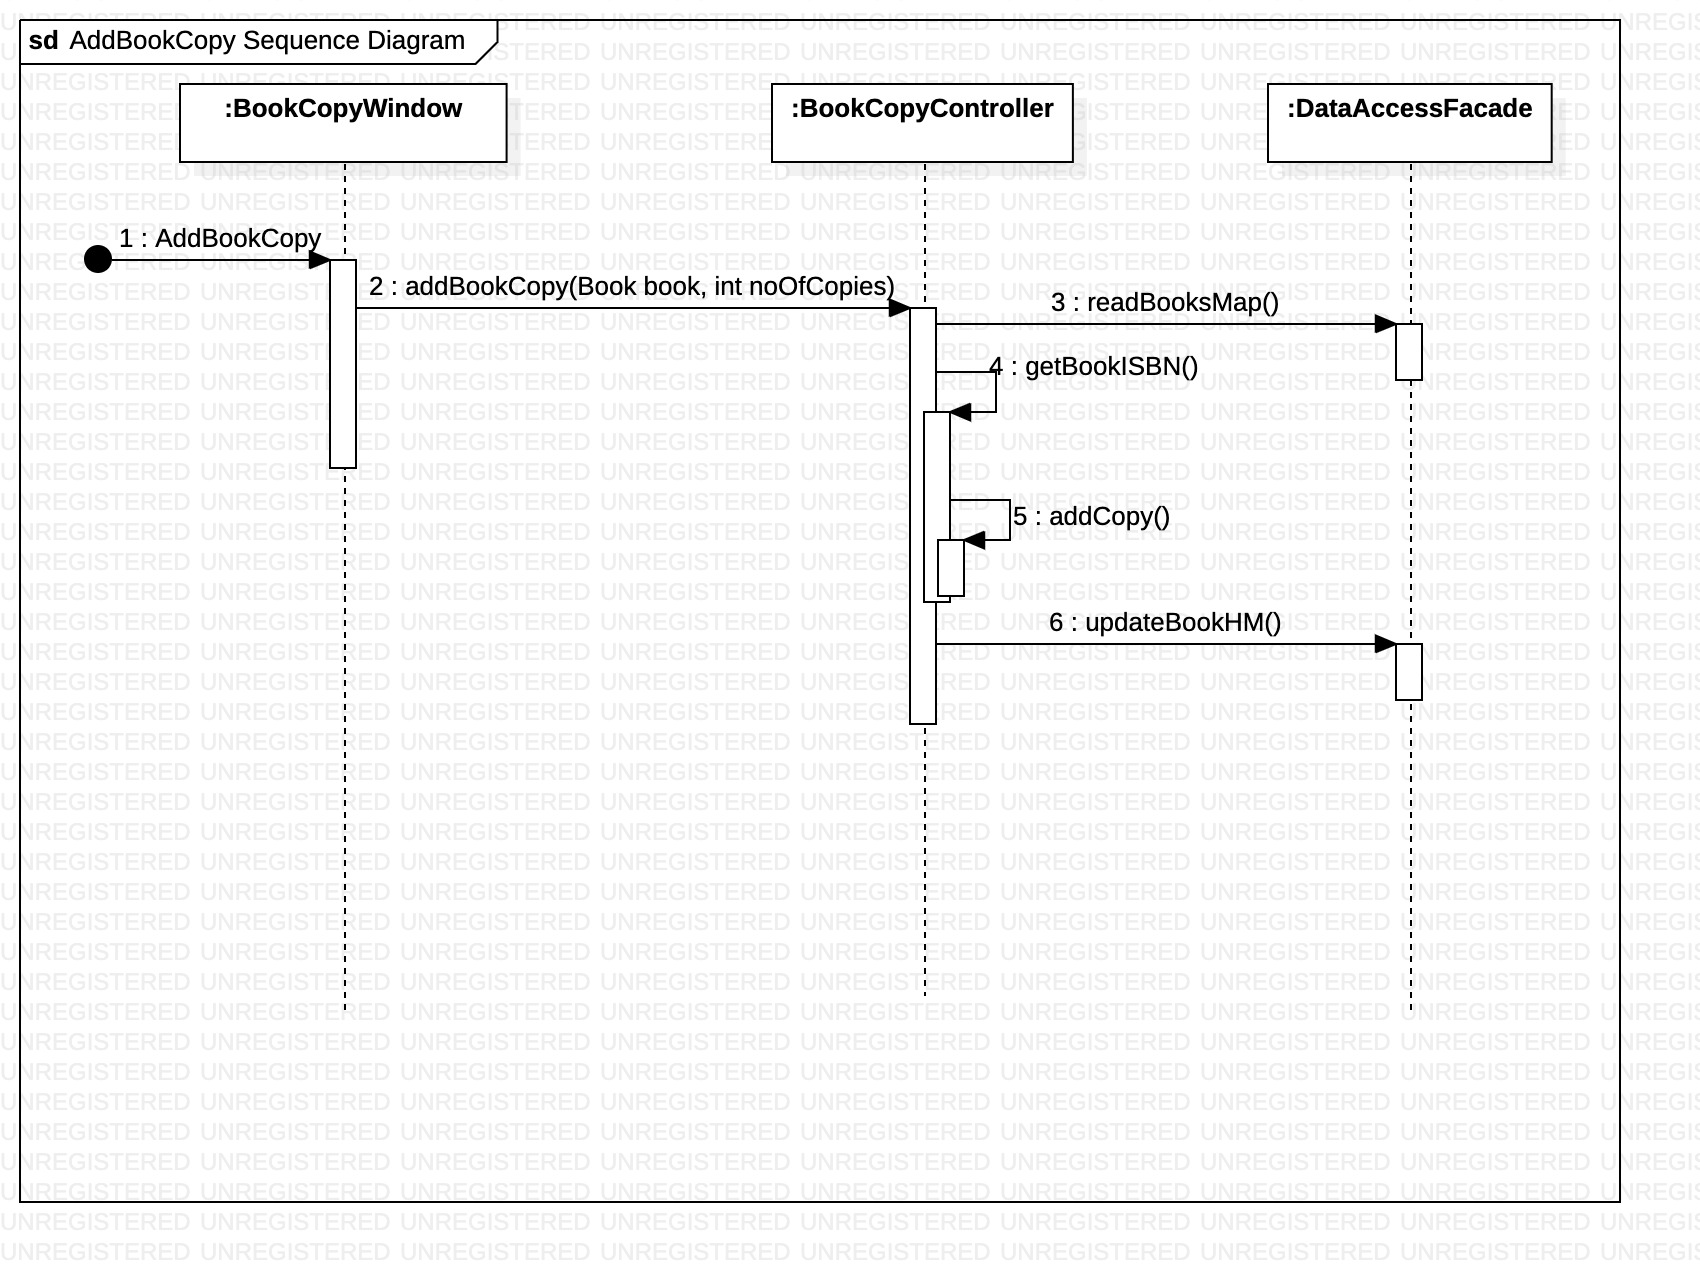 sd AddBookCopy Sequence Diagram
:BookCopyWindow
:BookCopyController
:DataAccessFacade
1 : AddBookCopy
2 : addBookCopy(Book book, int noOfCopies)
3 : readBooksMap()
4 : getBookISBN()
5 : addCopy()
6 : updateBookHM()
UNREGISTERED